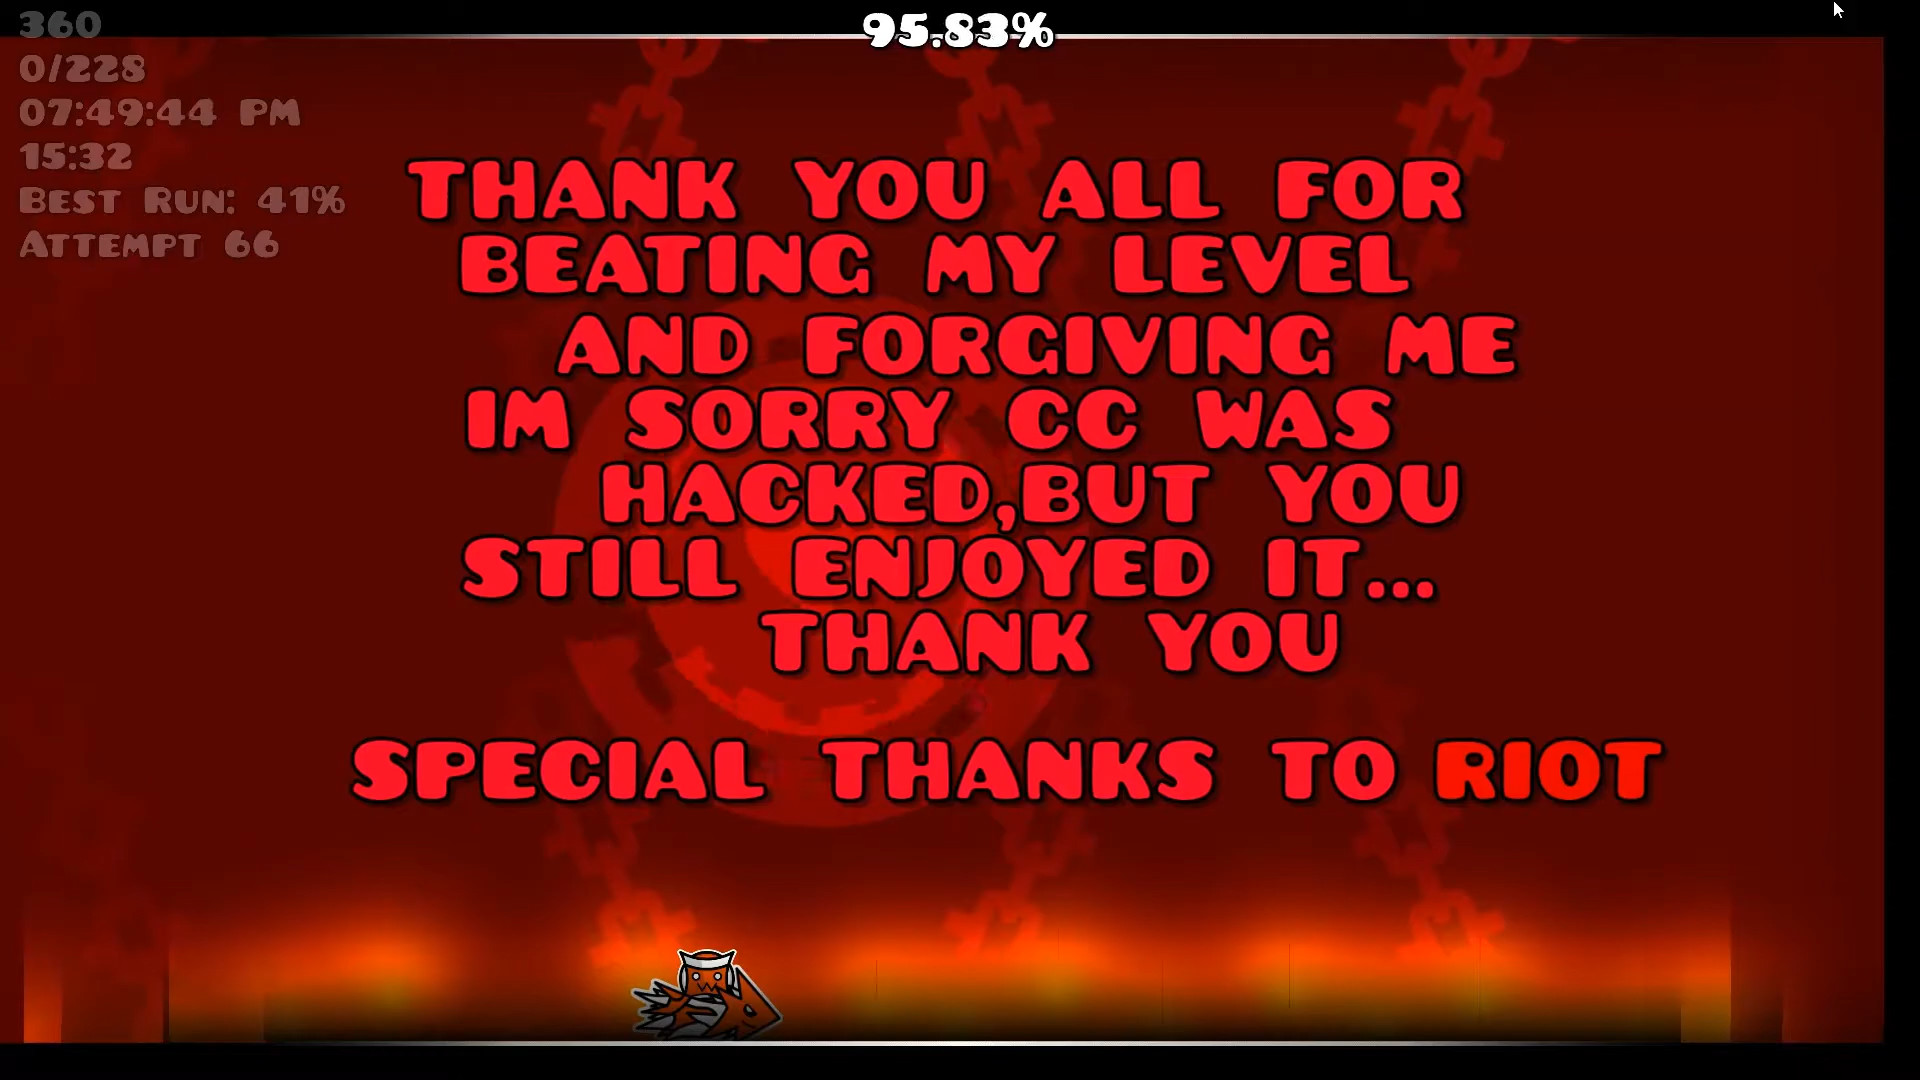 95.83%
360
0/228
07:49:44 PM
15:32
BEST RUN: 41%
ATTEMPT 66
THANK YOU ALL FOR
BEATING MY LEVEL
AND FORGIVING ME
IM SORRY CC WAS
HACKED,BUT YOU
STILL ENJOYED IT...
THANK YOU
SPECIAL THANKS TO RIOT